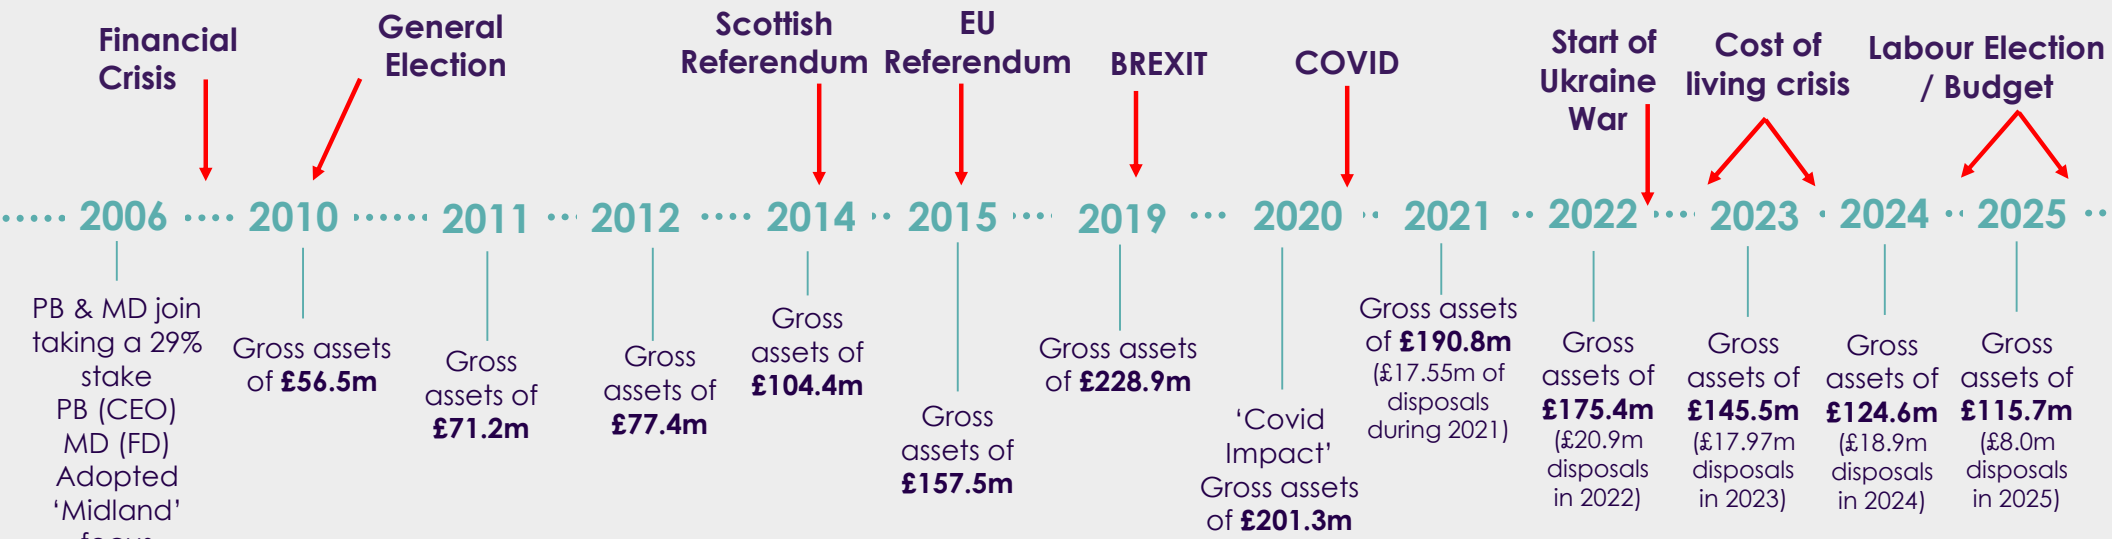 Financial
Crisis
General
Election
Scottish
Referendum
EU
Referendum
BREXIT
COVID
Start of
Ukraine
War
Cost of
living crisis
Labour Election
/ Budget
2006
2010
2011
2012
2014
2015
2019
2020
2021
2022
2023
2024
2025
PB & MD join
taking a 29%
stake
PB (CEO)
MD (FD)
Adopted
‘Midland’
Gross assets
of £56.5m
Gross
assets of
£71.2m
Gross
assets of
£77.4m
Gross
assets of
£104.4m
Gross
assets of
£157.5m
Gross assets
of £228.9m
‘Covid
Impact’
Gross assets
of £201.3m
Gross assets
of £190.8m
(£17.55m of
disposals
during 2021)
Gross
assets of
£175.4m
(£20.9m
disposals
in 2022)
Gross
assets of
£145.5m
(£17.97m
disposals
in 2023)
Gross
assets of
£124.6m
(£18.9m
disposals
in 2024)
Gross
assets of
£115.7m
(£8.0m
disposals
in 2025)